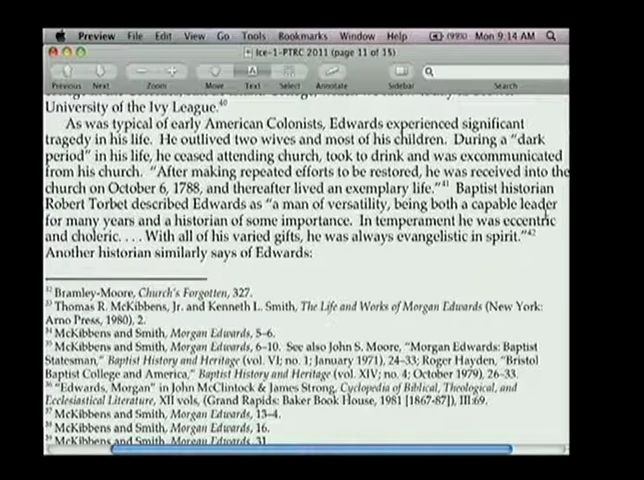 Preview File Edit View Go Tools Bookmarks Window Help (99%) Mon 9:14 AM
Ice-1-PTRC 2011 (page 11 of 15)
Previous Next Zoom Move Text Select Annotate Sidebar Search
University of the Ivy League.40
As was typical of early American Colonists, Edwards experienced significant
tragedy in his life. He outlived two wives and most of his children. During a “dark
period” in his life, he ceased attending church, took to drink and was excommunicated
from his church. “After making repeated efforts to be restored, he was received into the
church on October 6, 1788, and thereafter lived an exemplary life.”41 Baptist historian
Robert Torbet described Edwards as “a man of versatility, being both a capable leader
for many years and a historian of some importance. In temperament he was eccentric
and choleric. . . . With all of his varied gifts, he was always evangelistic in spirit.”42
Another historian similarly says of Edwards:
32 Bramley-Moore, Church's Forgotten, 327.
33 Thomas R. McKibbens, Jr. and Kenneth L. Smith, The Life and Works of Morgan Edwards (New York:
Arno Press, 1980), 2.
34 McKibbens and Smith, Morgan Edwards, 5–6.
35 McKibbens and Smith, Morgan Edwards, 6–10. See also John S. Moore, “Morgan Edwards: Baptist
Statesman,” Baptist History and Heritage (vol. VI; no. 1; January 1971), 24–33; Roger Hayden, “Bristol
Baptist College and America,” Baptist History and Heritage (vol. XIV; no. 4; October 1979), 26–33.
36 “Edwards, Morgan” in John McClintock & James Strong, Cyclopedia of Biblical, Theological, and
Ecclesiastical Literature, XII vols, (Grand Rapids: Baker Book House, 1981 [1867-87]), III:69.
37 McKibbens and Smith, Morgan Edwards, 13–4.
38 McKibbens and Smith, Morgan Edwards, 16.
39 McKibbens and Smith, Morgan Edwards, 31.